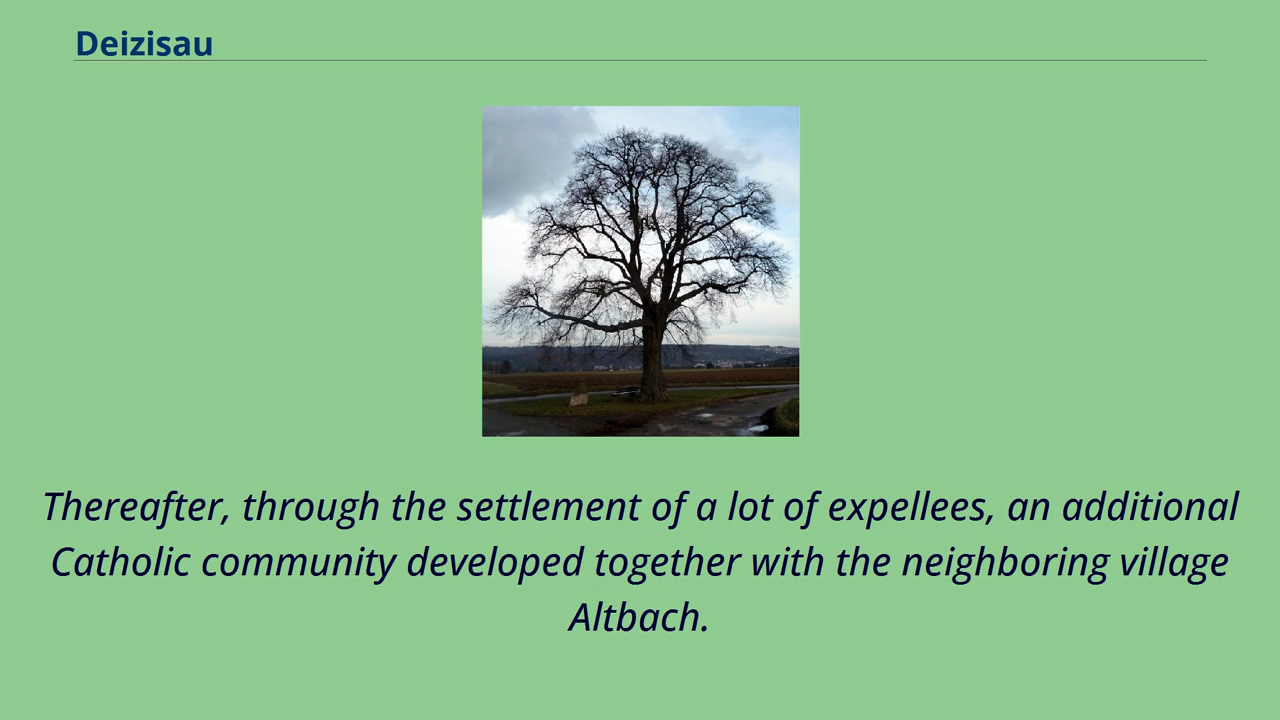 Deizisau
Thereafter, through the settlement of a lot of expellees, an additional
Catholic community developed together with the neighboring village
Altbach.